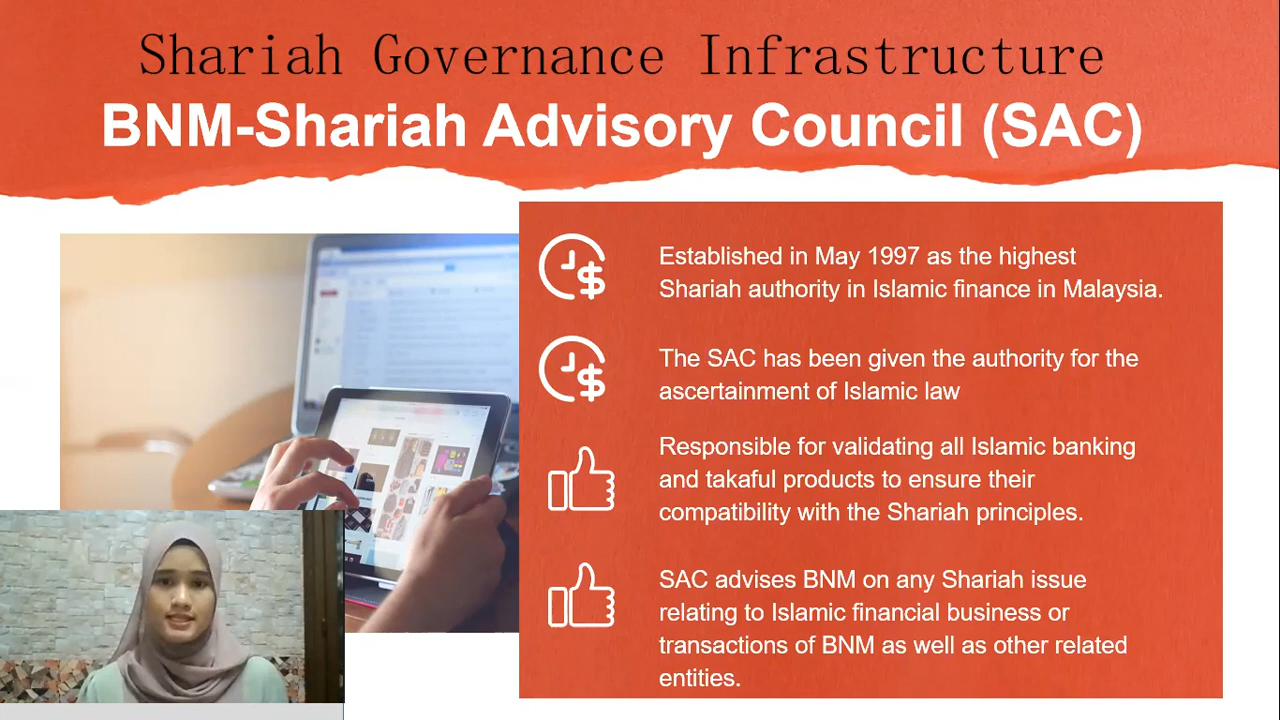 Shariah Governance Infrastructure
BNM-Shariah Advisory Council (SAC)
Established in May 1997 as the highest
Shariah authority in Islamic finance in Malaysia.
The SAC has been given the authority for the
ascertainment of Islamic law
Responsible for validating all Islamic banking
and takaful products to ensure their
compatibility with the Shariah principles.
SAC advises BNM on any Shariah issue
relating to Islamic financial business or
transactions of BNM as well as other related
entities.